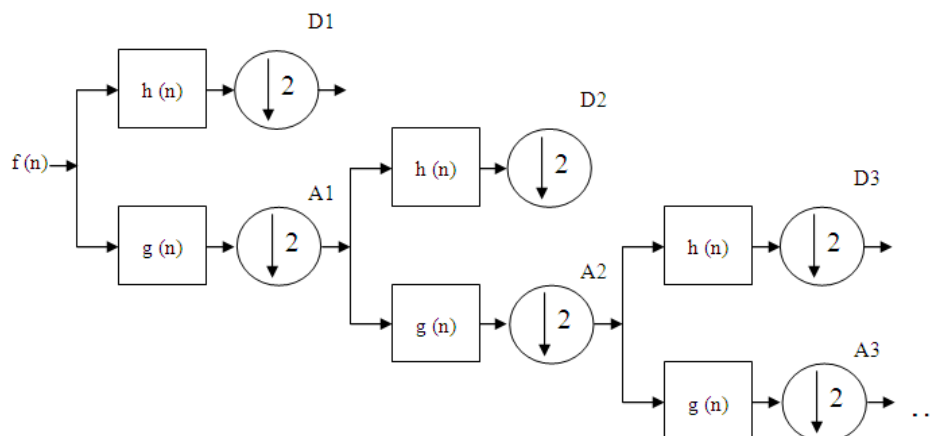 D1
h (n)
2
D2
f (n)
h (n)
2
A1
D3
g (n)
2
h (n)
2
A2
g (n)
2
A3
g (n)
2
. .